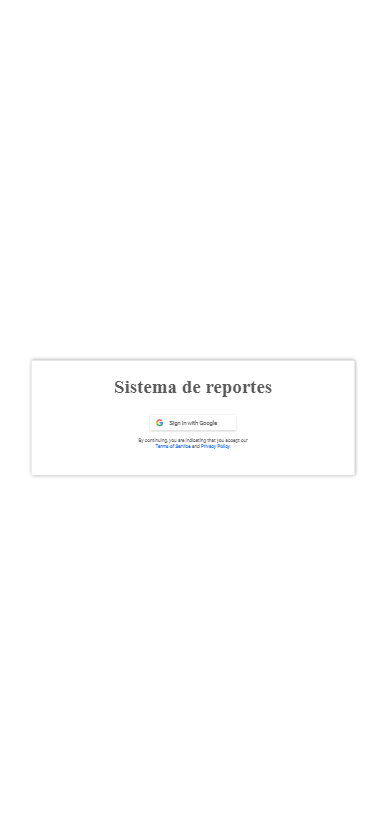 Sistema de reportes
Sign in with Google
By continuing, you are indicating that you accept our
Terms of Service and Privacy Policy.